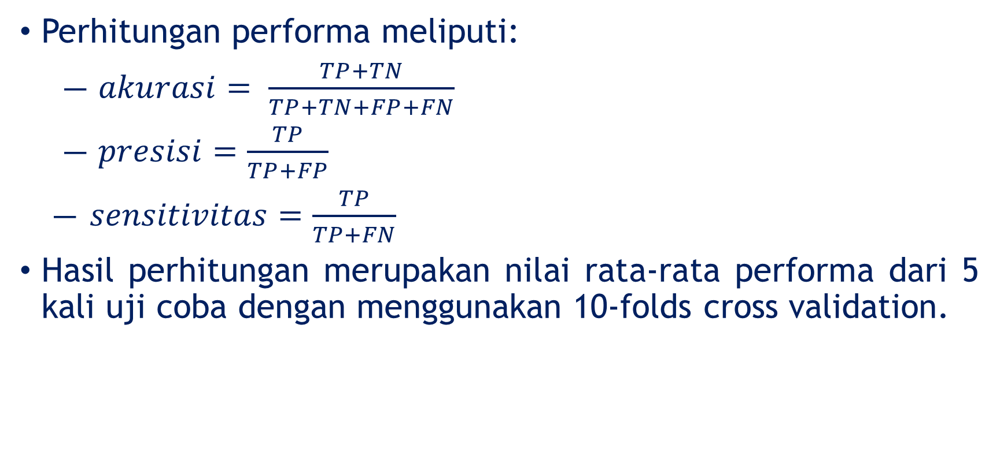 • Perhitungan performa meliputi:
– akurasi = \frac{TP+TN}{TP+TN+FP+FN}
– presisi = \frac{TP}{TP+FP}
– sensitivitas = \frac{TP}{TP+FN}
• Hasil perhitungan merupakan nilai rata-rata performa dari 5
kali uji coba dengan menggunakan 10-folds cross validation.